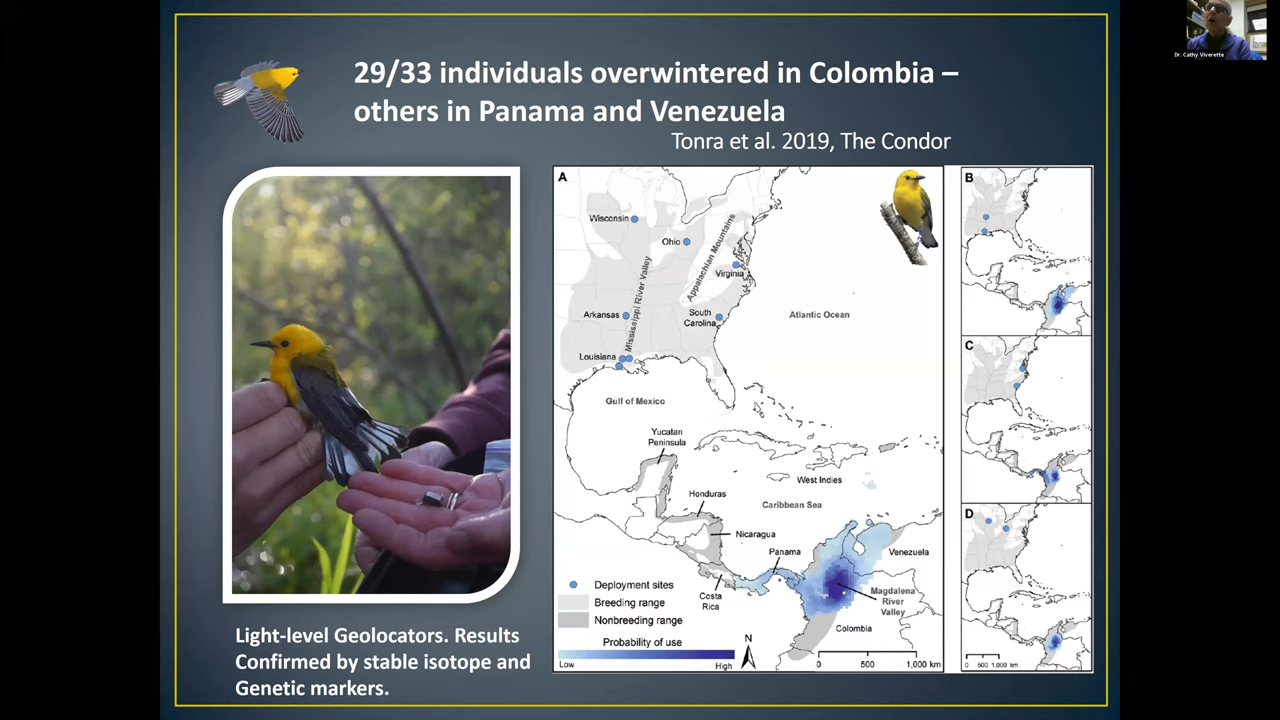 29/33 individuals overwintered in Colombia –
others in Panama and Venezuela
Tonra et al. 2019, The Condor
Dr. Cathy Viverette
Light-level Geolocators. Results
Confirmed by stable isotope and
Genetic markers.
A
Wisconsin
Ohio
Appalachian Mountains
Virginia
Mississippi River Valley
Arkansas
South
Carolina
Atlantic Ocean
Louisiana
Gulf of Mexico
Yucatan
Peninsula
West Indies
Honduras
Caribbean Sea
Nicaragua
Panama
Venezuela
Costa
Rica
Magdalena
River
Valley
Colombia
Deployment sites
Breeding range
Nonbreeding range
Probability of use
Low
High
N
0 500 1,000 km
B
C
D
0 500 1,000 km